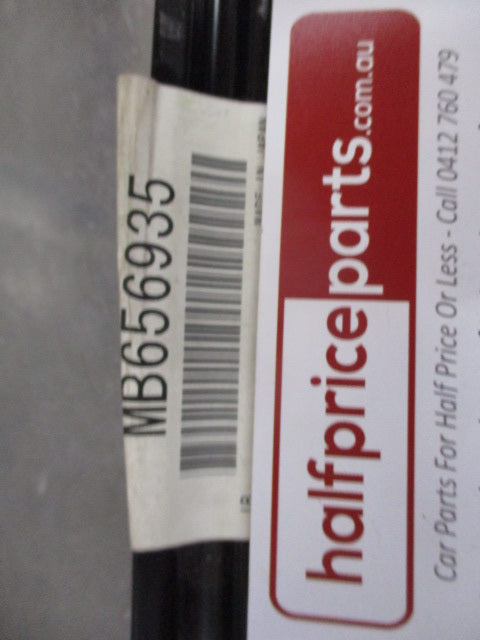 MADE IN JAPAN
MB656935
halfpriceparts.com.au
Car Parts For Half Price Or Less - Call 0412 760 479